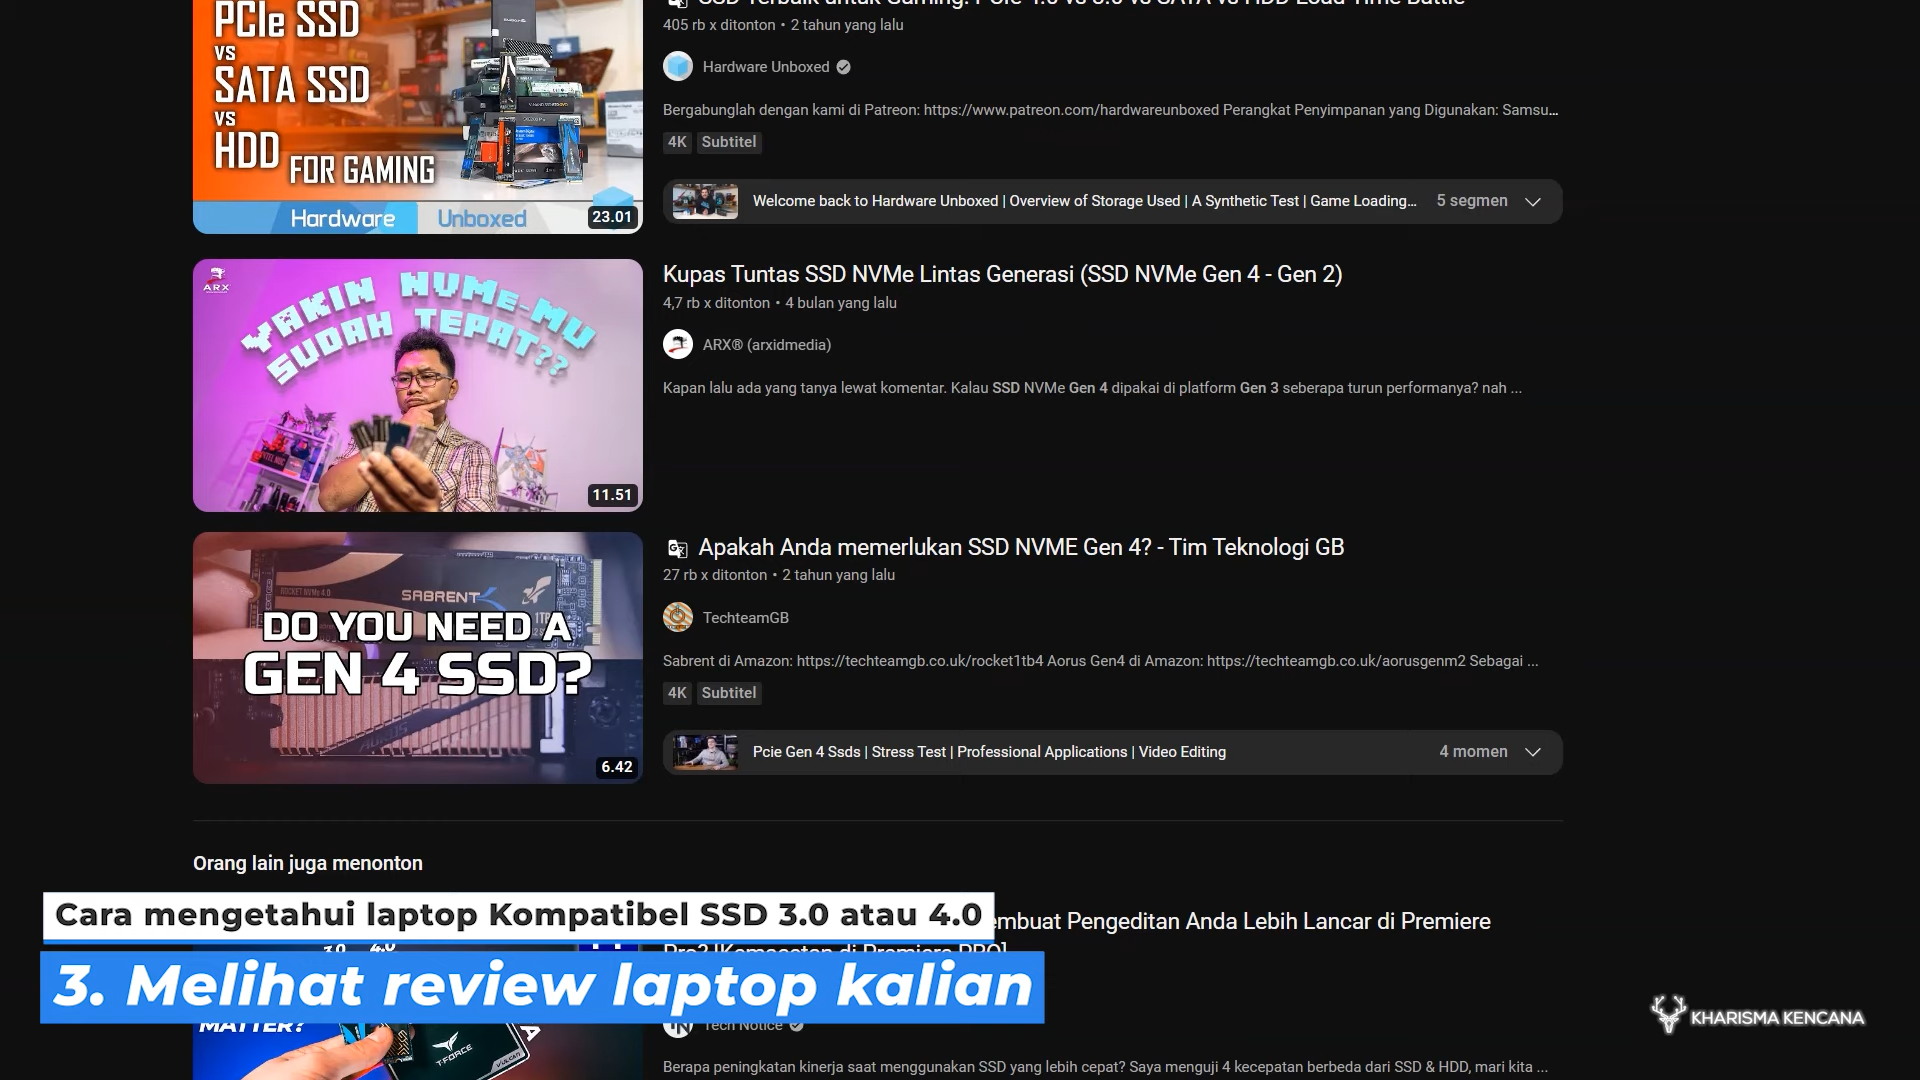 PCIe SSD
VS
SATA SSD
VS
HDD FOR GAMING
Hardware Unboxed
23.01
405 rb x ditonton • 2 tahun yang lalu
Hardware Unboxed
Bergabunglah dengan kami di Patreon: https://www.patreon.com/hardwareunboxed Perangkat Penyimpanan yang Digunakan: Samsu...
4K Subtitel
Welcome back to Hardware Unboxed | Overview of Storage Used | A Synthetic Test | Game Loading... 5 segmen
ARX
YAKIN NVMe-MU
SUDAH TEPAT??
11.51
Kupas Tuntas SSD NVMe Lintas Generasi (SSD NVMe Gen 4 - Gen 2)
4,7 rb x ditonton • 4 bulan yang lalu
ARX® (arxidmedia)
Kapan lalu ada yang tanya lewat komentar. Kalau SSD NVMe Gen 4 dipakai di platform Gen 3 seberapa turun performanya? nah ...
ROCKET NVMe 4.0
SABRENT
DO YOU NEED A
GEN 4 SSD?
6.42
Apakah Anda memerlukan SSD NVME Gen 4? - Tim Teknologi GB
27 rb x ditonton • 2 tahun yang lalu
TechteamGB
Sabrent di Amazon: https://techteamgb.co.uk/rocket1tb4 Aorus Gen4 di Amazon: https://techteamgb.co.uk/aorusgenm2 Sebagai ...
4K Subtitel
Pcie Gen 4 Ssds | Stress Test | Professional Applications | Video Editing 4 momen
Orang lain juga menonton
Cara mengetahui laptop Kompatibel SSD 3.0 atau 4.0
Pengeditan Anda Lebih Lancar di Premiere
3. Melihat review laptop kalian
MATTER?
T-FORCE
VULCAN
Tech Notice
KHARISMA KENCANA
Berapa peningkatan kinerja saat menggunakan SSD yang lebih cepat? Saya menguji 4 kecepatan berbeda dari SSD & HDD, mari kita ...